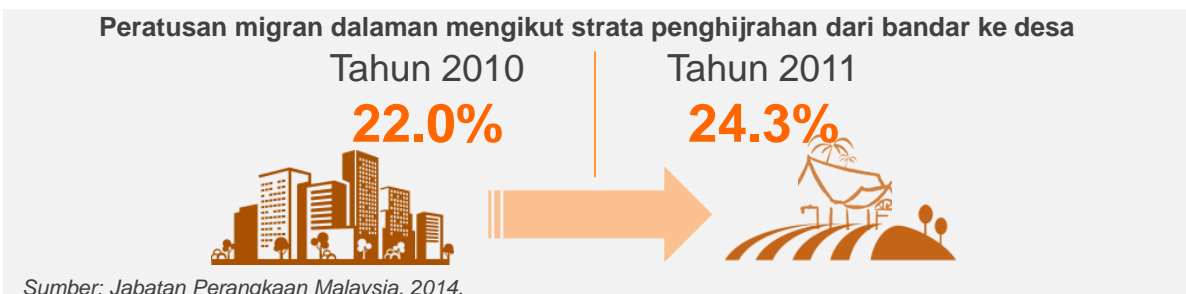 Peratusan migran dalaman mengikut strata penghijrahan dari bandar ke desa
Tahun 2010
22.0%
Tahun 2011
24.3%
Sumber: Jabatan Perangkaan Malaysia, 2014.